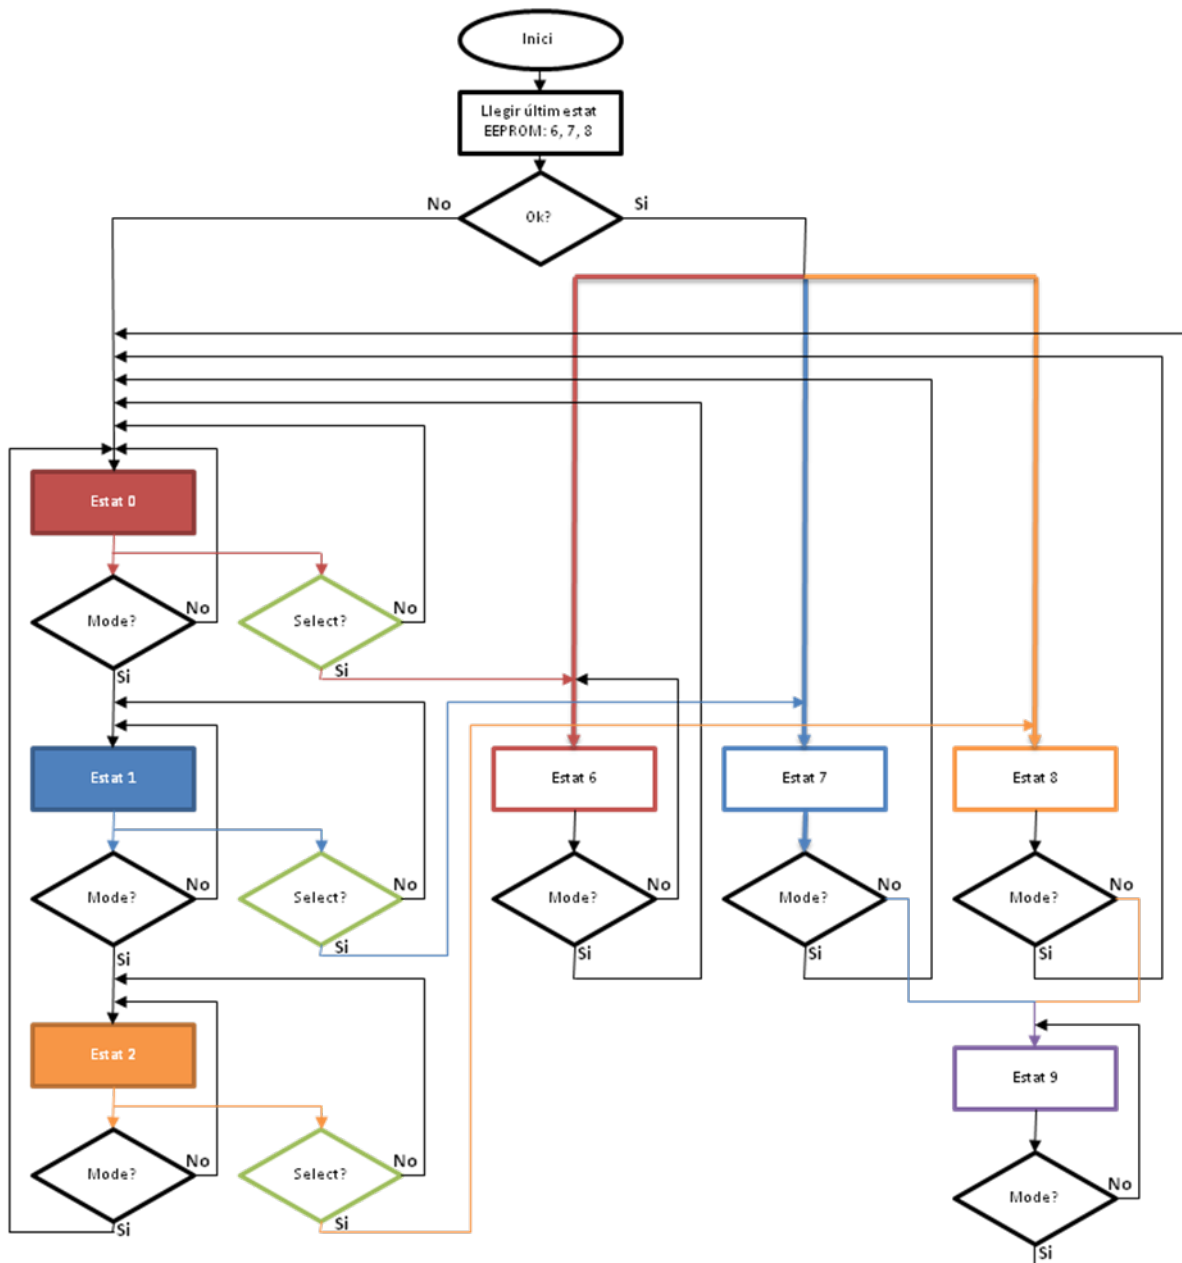 Inici
Llegir últim estat
EEPROM: 6, 7, 8
No
Si
Ok?
Estat 0
Mode?
No
Select?
No
Si
Si
Estat 1
Estat 6
Estat 7
Estat 8
Mode?
No
Select?
No
Mode?
No
Mode?
No
Mode?
No
Si
Si
Si
Si
Si
Estat 2
Estat 9
Mode?
No
Select?
No
Mode?
No
Si
Si
Si